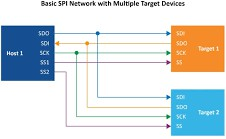 Basic SPI Network with Multiple Target Devices
Host 1
SDO
SDI
SCK
SS1
SS2
SDI
SDO
SCK
SS
Target 1
SDI
SDO
SCK
SS
Target 2